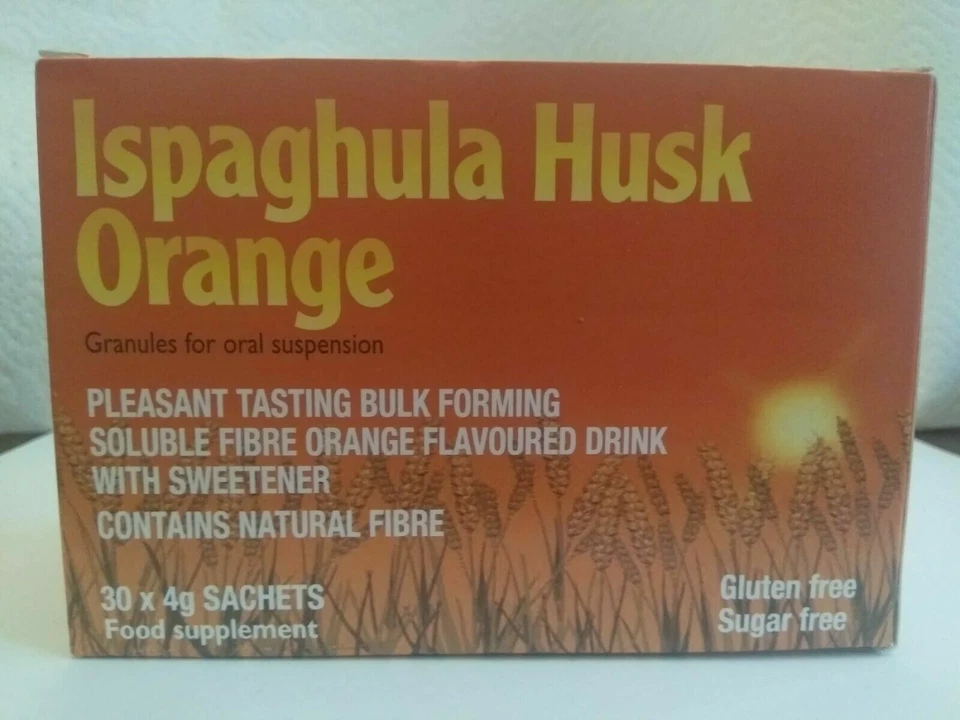 Ispaghula Husk
Orange
Granules for oral suspension
PLEASANT TASTING BULK FORMING
SOLUBLE FIBRE ORANGE FLAVOURED DRINK
WITH SWEETENER
CONTAINS NATURAL FIBRE
30 x 4g SACHETS
Food supplement
Gluten free
Sugar free